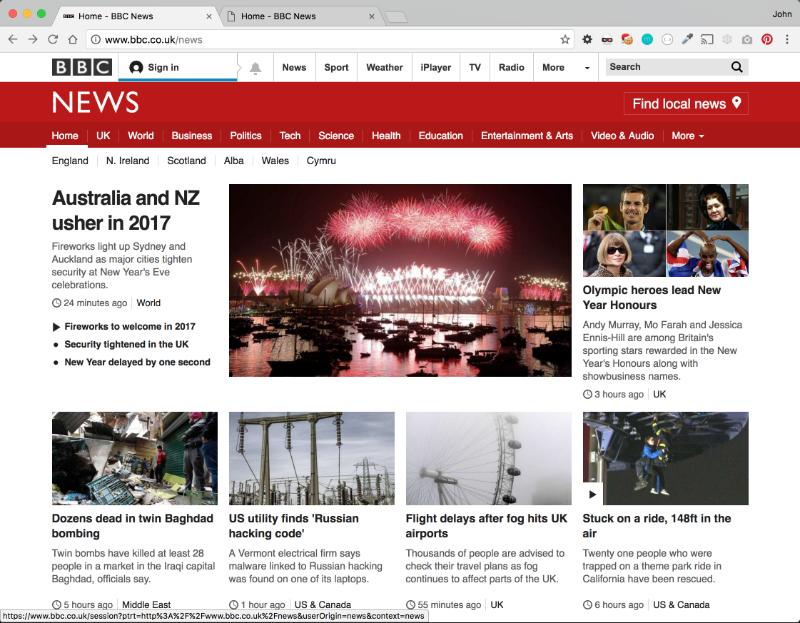 Home - BBC News
Home - BBC News
John
www.bbc.co.uk/news
BBC
Sign in
News
Sport
Weather
iPlayer
TV
Radio
More
Search
NEWS
Find local news
Home
UK
World
Business
Politics
Tech
Science
Health
Education
Entertainment & Arts
Video & Audio
More
England
N. Ireland
Scotland
Alba
Wales
Cymru
Australia and NZ
usher in 2017
Fireworks light up Sydney and
Auckland as major cities tighten
security at New Year's Eve
celebrations.
24 minutes ago
World
Fireworks to welcome in 2017
Security tightened in the UK
New Year delayed by one second
Olympic heroes lead New
Year Honours
Andy Murray, Mo Farah and Jessica
Ennis-Hill are among Britain's
sporting stars rewarded in the New
Year's Honours along with
showbusiness names.
3 hours ago
UK
Dozens dead in twin Baghdad
bombing
Twin bombs have killed at least 28
people in a market in the Iraqi capital
Baghdad, officials say.
5 hours ago
Middle East
US utility finds 'Russian
hacking code'
A Vermont electrical firm says
malware linked to Russian hacking
was found on one of its laptops.
1 hour ago
US & Canada
Flight delays after fog hits UK
airports
Thousands of people are advised to
check their travel plans as fog
continues to affect parts of the UK.
55 minutes ago
UK
Stuck on a ride, 148ft in the
air
Twenty one people who were
trapped on a theme park ride in
California have been rescued.
6 hours ago
US & Canada
https://www.bbc.co.uk/session?ptrt=http%3A%2F%2Fwww.bbc.co.uk%2Fnews&userOrigin=news&context=news